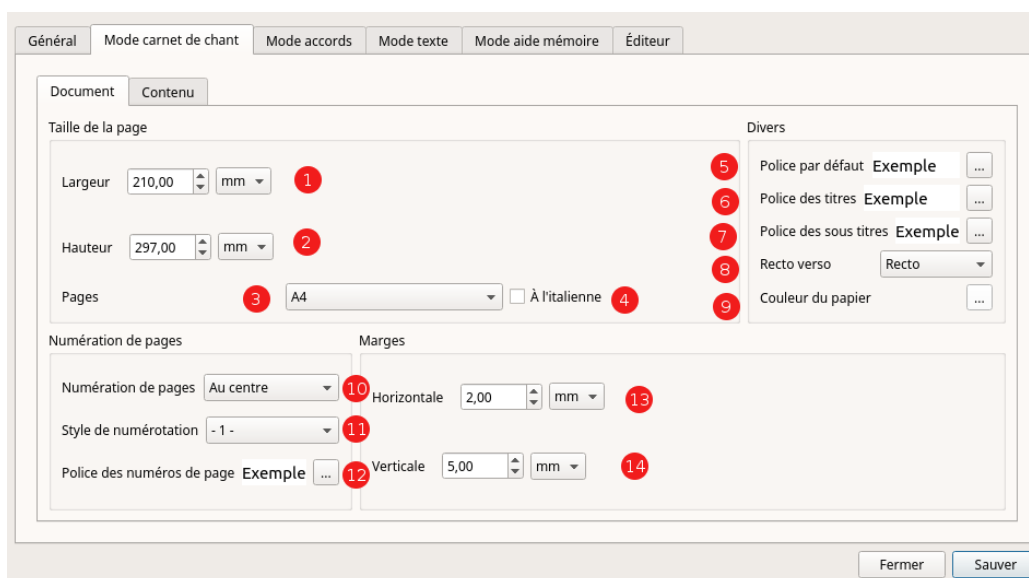 Général Mode carnet de chant Mode accords Mode texte Mode aide mémoire Éditeur
Document Contenu
Taille de la page
Largeur 210,00 mm 1
Hauteur 297,00 mm 2
Pages 3 A4 À l'italienne 4
Divers
5 Police par défaut Exemple ...
6 Police des titres Exemple ...
7 Police des sous titres Exemple ...
8 Recto verso Recto
9 Couleur du papier ...
Numération de pages
Numération de pages Au centre 10
Style de numérotation - 1 - 11
Police des numéros de page Exemple ... 12
Marges
Horizontale 2,00 mm 13
Verticale 5,00 mm 14
Fermer Sauver